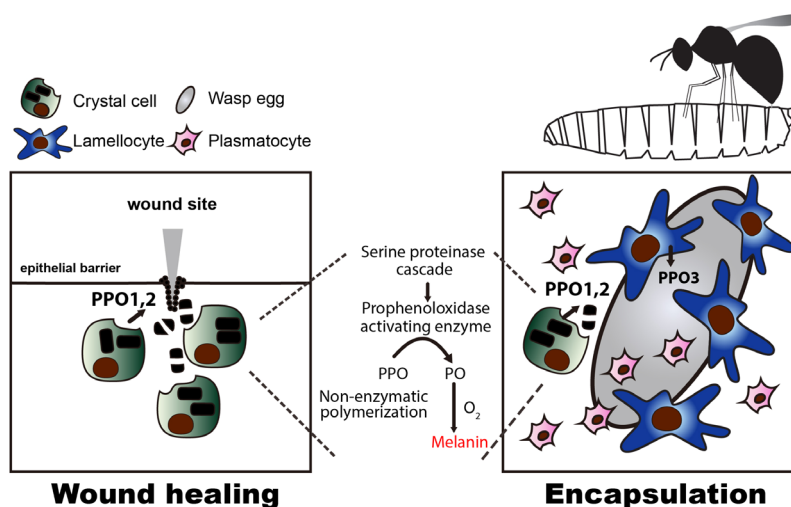 Crystal cell
Wasp egg
Lamellocyte
Plasmatocyte
wound site
epithelial barrier
PPO1,2
Serine proteinase
cascade
Prophenoloxidase
activating enzyme
PPO
PO
Non-enzymatic
polymerization
O2
Melanin
PPO1,2
PPO3
Wound healing
Encapsulation